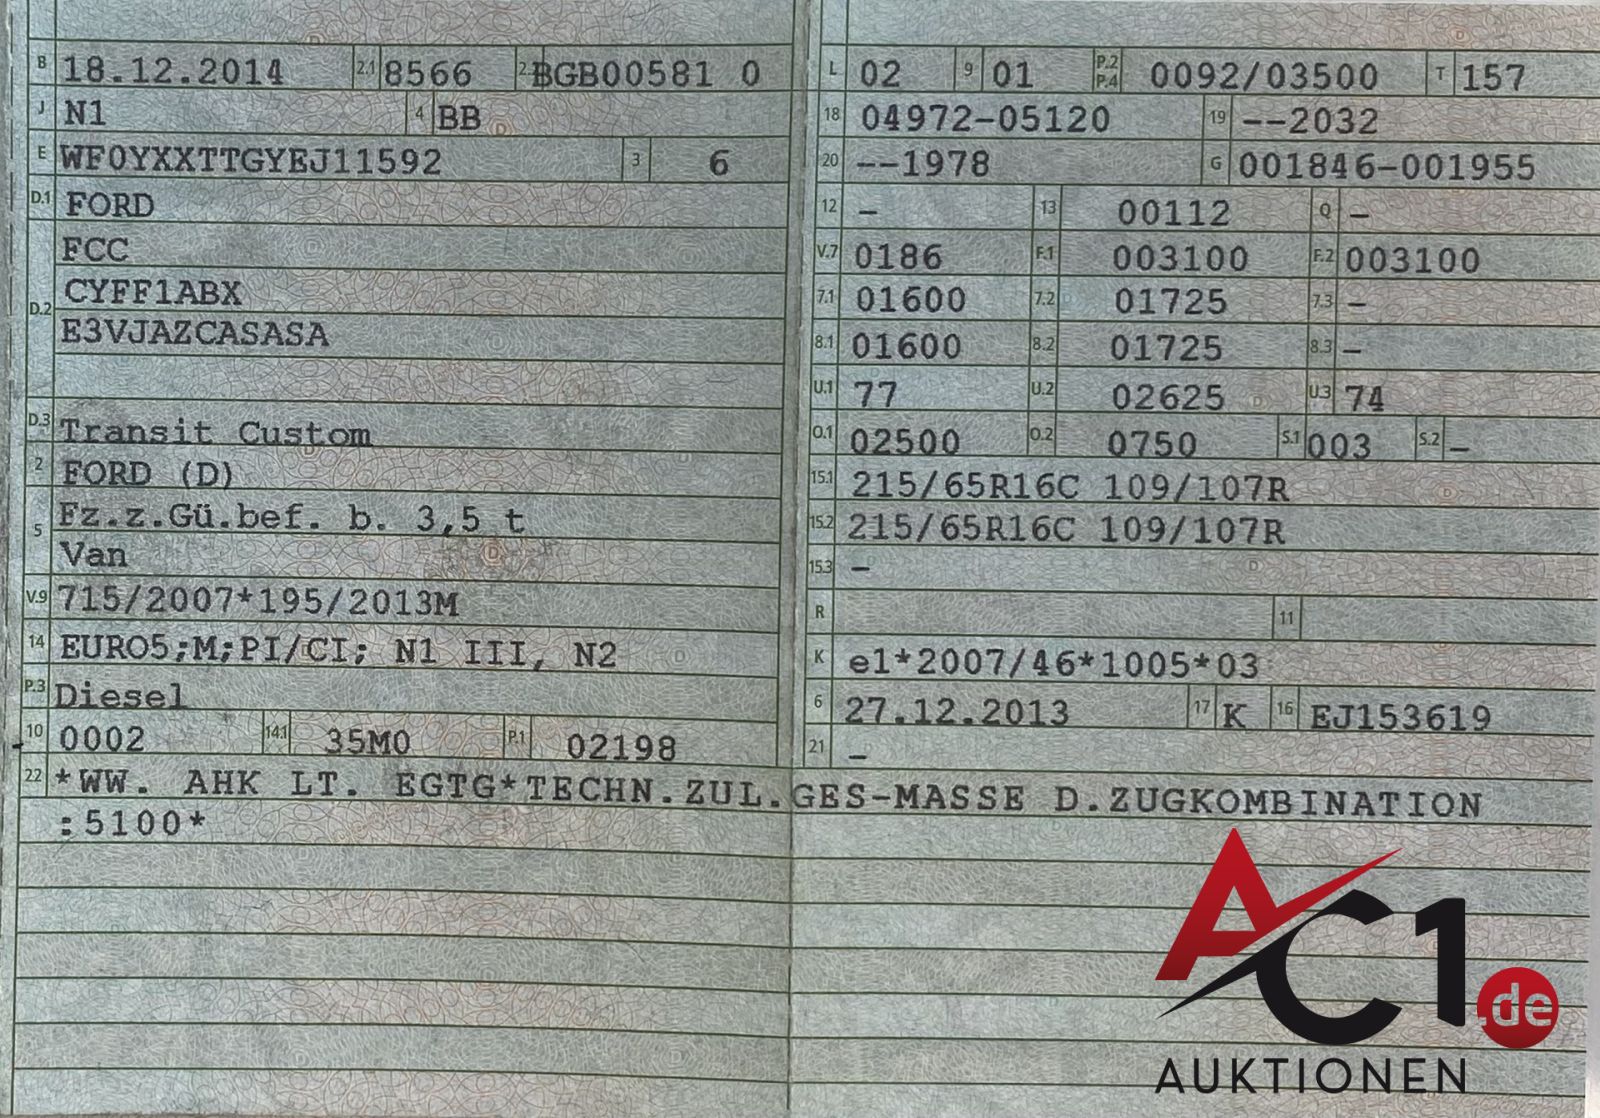 B 18.12.2014 2.1 8566 2. BGB00581 0
J N1 4 BB
E WF0YXXTTGYEJ11592 3 6
D.1 FORD
FCC
D.2 CYFF1ABX
E3VJAZCASASA
D.3 Transit Custom
2 FORD (D)
5 Fz.z.Gü.bef. b. 3,5 t
Van
V.9 715/2007*195/2013M
14 EURO5;M;PI/CI; N1 III, N2
P.3 Diesel
10 0002 14.1 35M0 P.1 02198
L 02 9 01 P.2 P.4 0092/03500 T 157
18 04972-05120 19 --2032
20 --1978 G 001846-001955
12 - 13 00112 Q -
V.7 0186 F.1 003100 F.2 003100
7.1 01600 7.2 01725 7.3 -
8.1 01600 8.2 01725 8.3 -
U.1 77 U.2 02625 U.3 74
O.1 02500 O.2 0750 S.1 003 S.2 -
15.1 215/65R16C 109/107R
15.2 215/65R16C 109/107R
15.3 -
R 11
K e1*2007/46*1005*03
6 27.12.2013 17 K 16 EJ153619
21 -
22 *WW. AHK LT. EGTG*TECHN.ZUL.GES-MASSE D.ZUGKOMBINATION
:5100*
AC1.de
AUKTIONEN